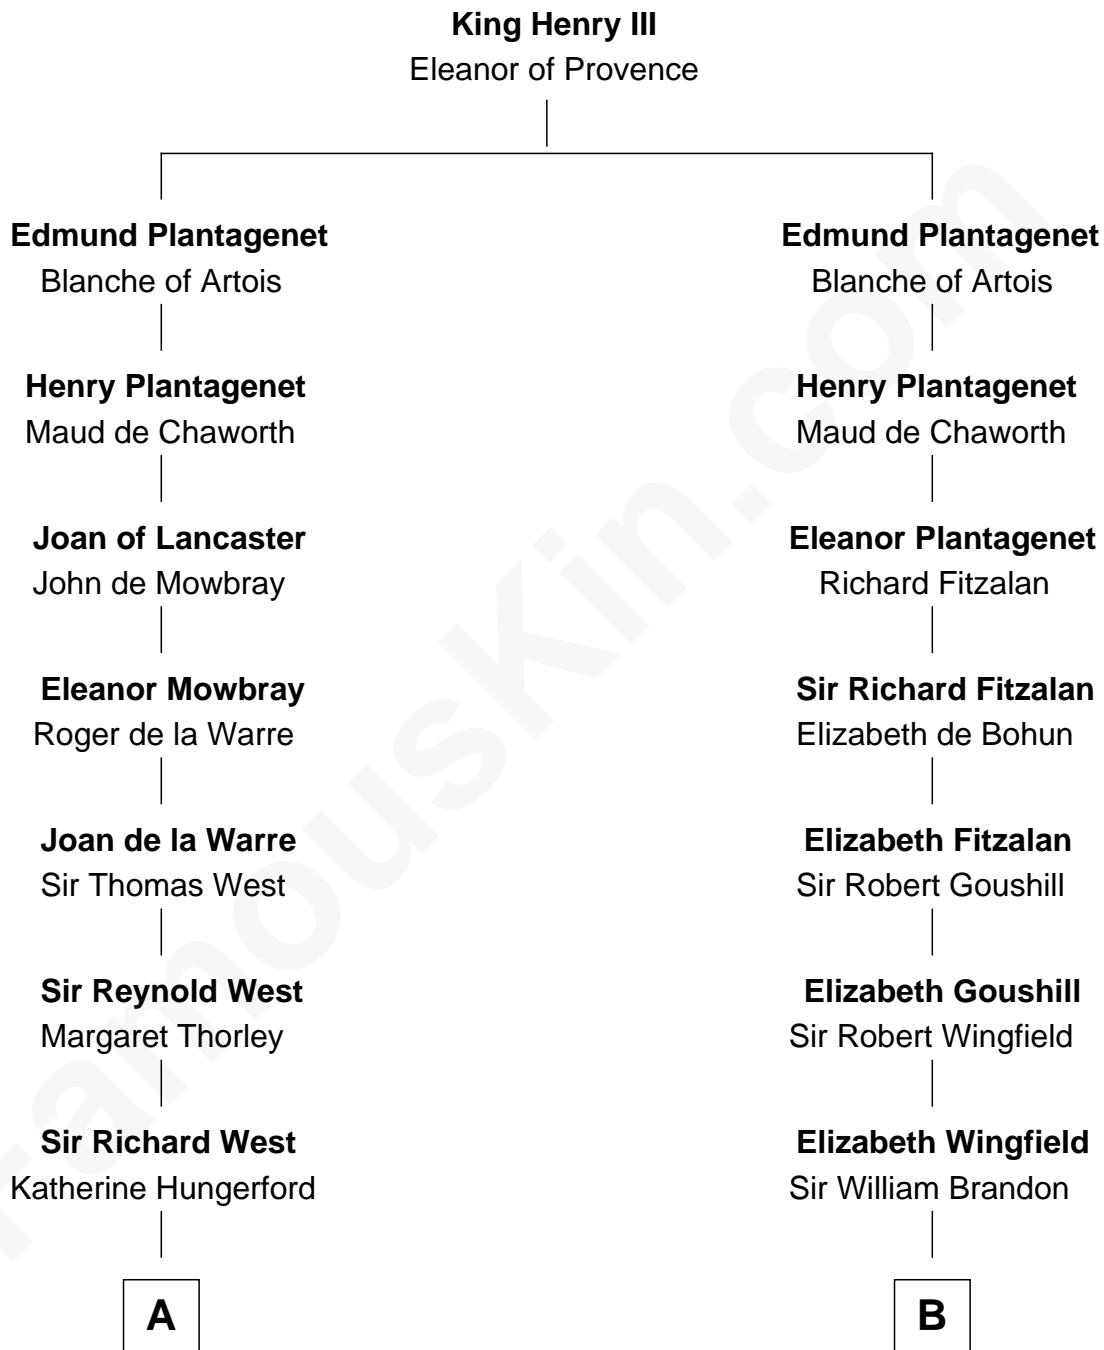 King Henry III
Eleanor of Provence
Edmund Plantagenet
Blanche of Artois
Henry Plantagenet
Maud de Chaworth
Joan of Lancaster
John de Mowbray
Eleanor Mowbray
Roger de la Warre
Joan de la Warre
Sir Thomas West
Sir Reynold West
Margaret Thorley
Sir Richard West
Katherine Hungerford
A
Edmund Plantagenet
Blanche of Artois
Henry Plantagenet
Maud de Chaworth
Eleanor Plantagenet
Richard Fitzalan
Sir Richard Fitzalan
Elizabeth de Bohun
Elizabeth Fitzalan
Sir Robert Goushill
Elizabeth Goushill
Sir Robert Wingfield
Elizabeth Wingfield
Sir William Brandon
B
FamousKin.com